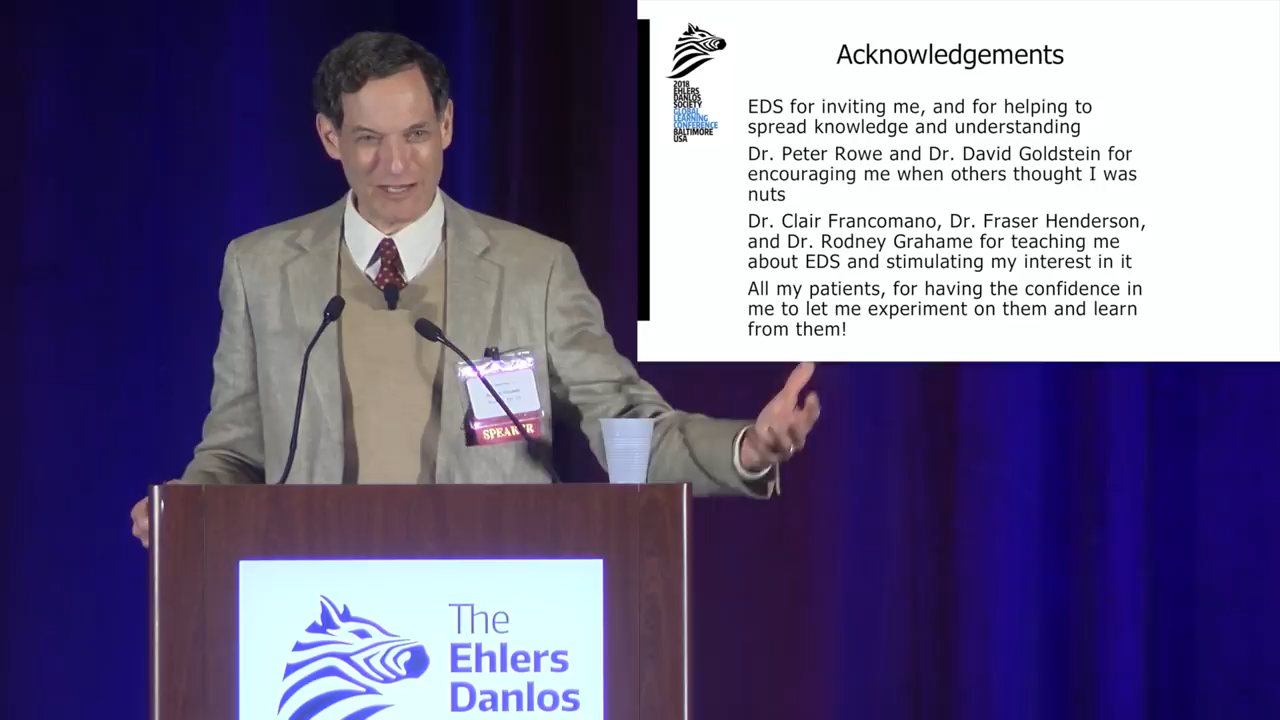 Acknowledgements
2018
EHLERS
DANLOS
SOCIETY
GLOBAL
LEARNING
CONFERENCE
BALTIMORE
USA
EDS for inviting me, and for helping to
spread knowledge and understanding
Dr. Peter Rowe and Dr. David Goldstein for
encouraging me when others thought I was
nuts
Dr. Clair Francomano, Dr. Fraser Henderson,
and Dr. Rodney Grahame for teaching me
about EDS and stimulating my interest in it
All my patients, for having the confidence in
me to let me experiment on them and learn
from them!
SPEAKER
The
Ehlers
Danlos